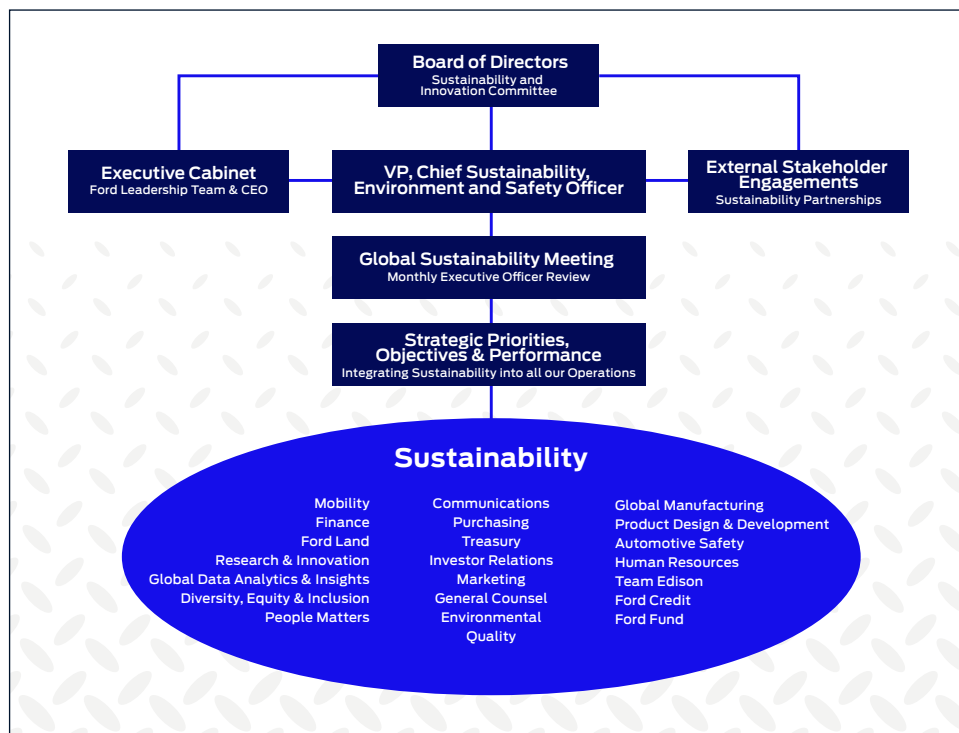 Board of Directors
Sustainability and
Innovation Committee
Executive Cabinet
Ford Leadership Team & CEO
VP, Chief Sustainability,
Environment and Safety Officer
External Stakeholder
Engagements
Sustainability Partnerships
Global Sustainability Meeting
Monthly Executive Officer Review
Strategic Priorities,
Objectives & Performance
Integrating Sustainability into all our Operations
Sustainability
Mobility
Finance
Ford Land
Research & Innovation
Global Data Analytics & Insights
Diversity, Equity & Inclusion
People Matters
Communications
Purchasing
Treasury
Investor Relations
Marketing
General Counsel
Environmental
Quality
Global Manufacturing
Product Design & Development
Automotive Safety
Human Resources
Team Edison
Ford Credit
Ford Fund